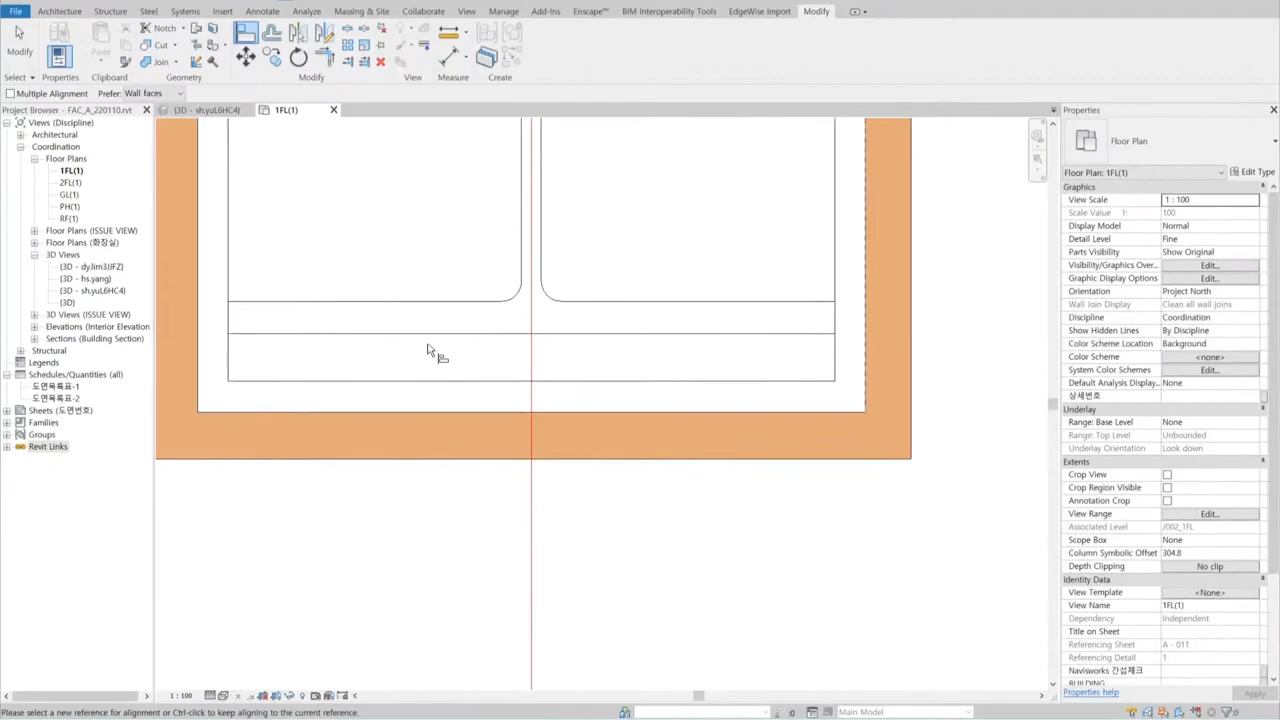 File Architecture Structure Steel Systems Insert Annotate Analyze Massing & Site Collaborate View Manage Add-Ins Enscape™ BIM Interoperability Tools EdgeWise Import Modify
Notch
Cut
Modify Paste Join
Select Properties Clipboard Geometry Modify View Measure Create
Multiple Alignment Prefer: Wall faces
Project Browser - FAC_A_220110.rvt
{3D - sh.yuL6HC4}
1FL(1)
Properties
Views (Discipline)
Architectural
Coordination
Floor Plans
1FL(1)
2FL(1)
GL(1)
PH(1)
RF(1)
Floor Plans (ISSUE VIEW)
Floor Plans (화장실)
3D Views
{3D - dy.lim3JJFZ}
{3D - hs.yang}
{3D - sh.yuL6HC4}
{3D}
3D Views (ISSUE VIEW)
Elevations (Interior Elevation
Sections (Building Section)
Structural
Legends
Schedules/Quantities (all)
도면목록표-1
도면목록표-2
Sheets (도면번호)
Families
Groups
Revit Links
Floor Plan
Floor Plan: 1FL(1) Edit Type
Graphics
View Scale 1 : 100
Scale Value 1: 100
Display Model Normal
Detail Level Fine
Parts Visibility Show Original
Visibility/Graphics Over... Edit...
Graphic Display Options Edit...
Orientation Project North
Wall Join Display Clean all wall joins
Discipline Coordination
Show Hidden Lines By Discipline
Color Scheme Location Background
Color Scheme <none>
System Color Schemes Edit...
Default Analysis Display... None
상세번호
Underlay
Range: Base Level None
Range: Top Level Unbounded
Underlay Orientation Look down
Extents
Crop View
Crop Region Visible
Annotation Crop
View Range Edit...
Associated Level /002_1FL
Scope Box None
Column Symbolic Offset 304.8
Depth Clipping No clip
Identity Data
View Template <None>
View Name 1FL(1)
Dependency Independent
Title on Sheet
Referencing Sheet A - 011
Referencing Detail 1
Navisworks 간섭체크
BUILDING
Properties help Apply
1 : 100
Please select a new reference for alignment or Ctrl-click to keep aligning to the current reference. :0 Main Model :0